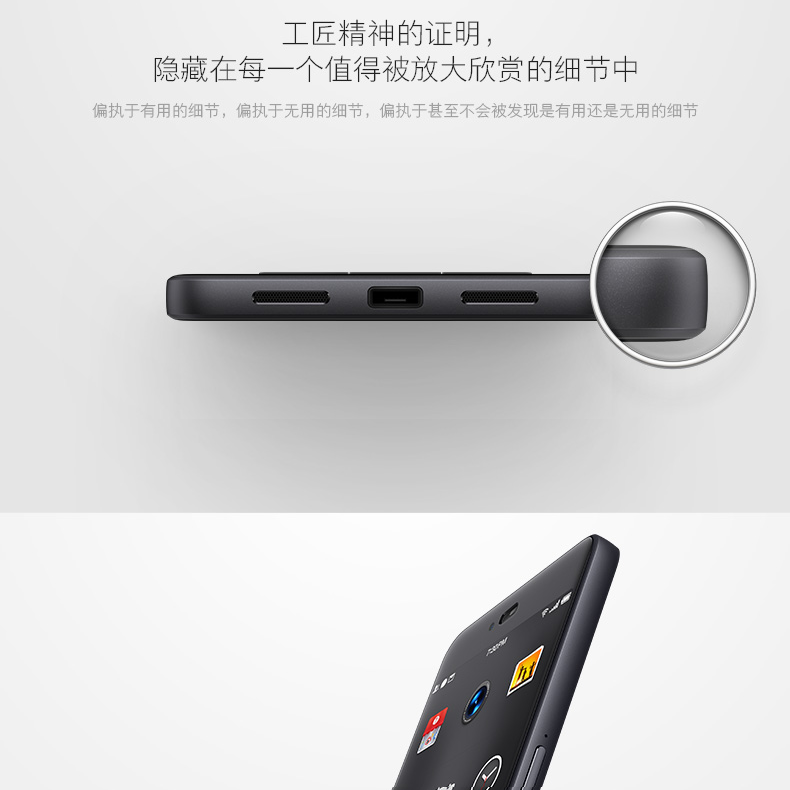 工匠精神的证明，
隐藏在每一个值得被放大欣赏的细节中
偏执于有用的细节，偏执于无用的细节，偏执于甚至不会被发现是有用还是无用的细节
7:30PM